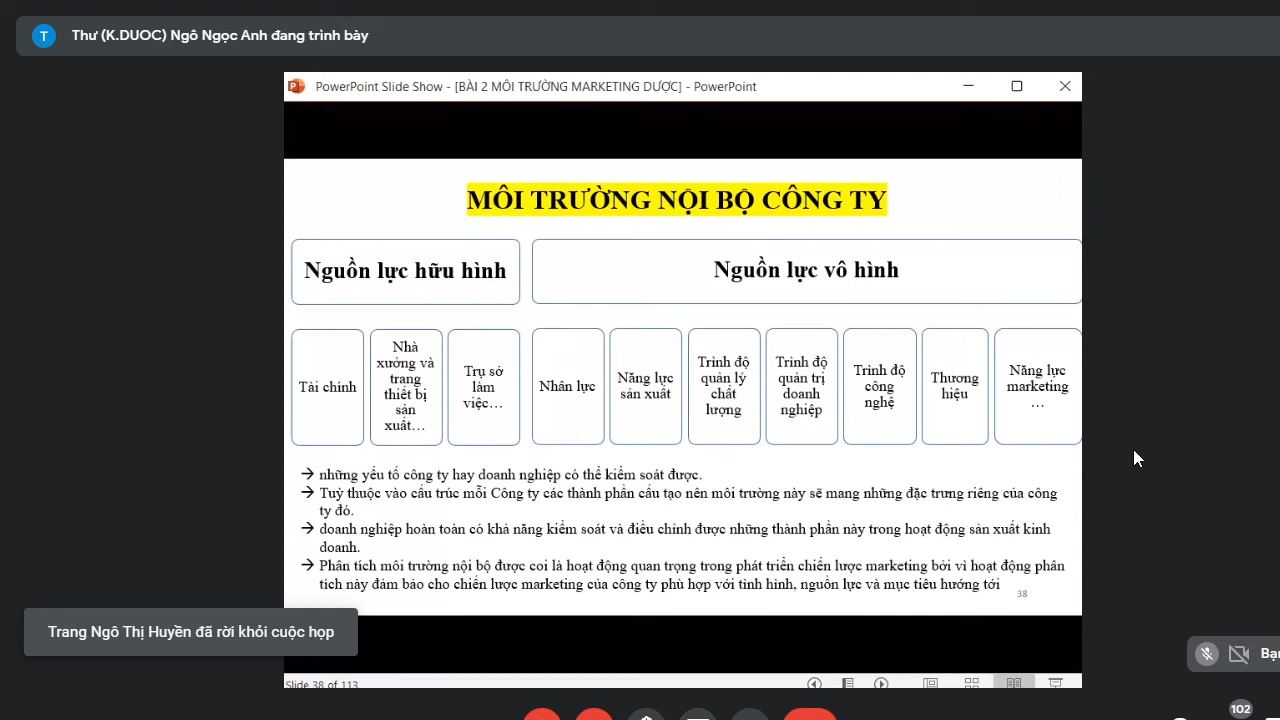 T Thư (K.DUOC) Ngô Ngọc Anh đang trình bày
PowerPoint Slide Show - [BÀI 2 MÔI TRƯỜNG MARKETING DƯỢC] - PowerPoint
MÔI TRƯỜNG NỘI BỘ CÔNG TY
Nguồn lực hữu hình
Nguồn lực vô hình
Tài chính
Nhà
xưởng và
trang
thiết bị
sản
xuất…
Trụ sở
làm
việc…
Nhân lực
Năng lực
sản xuất
Trình độ
quản lý
chất
lượng
Trình độ
quản trị
doanh
nghiệp
Trình độ
công
nghệ
Thương
hiệu
Năng lực
marketing
…
→ những yếu tố công ty hay doanh nghiệp có thể kiểm soát được.
→ Tuỳ thuộc vào cấu trúc mỗi Công ty các thành phần cấu tạo nên môi trường này sẽ mang những đặc trưng riêng của công
ty đó.
→ doanh nghiệp hoàn toàn có khả năng kiểm soát và điều chỉnh được những thành phần này trong hoạt động sản xuất kinh
doanh.
→ Phân tích môi trường nội bộ được coi là hoạt động quan trọng trong phát triển chiến lược marketing bởi vì hoạt động phân
tích này đảm bảo cho chiến lược marketing của công ty phù hợp với tình hình, nguồn lực và mục tiêu hướng tới
38
Trang Ngô Thị Huyền đã rời khỏi cuộc họp
Slide 38 of 113
102